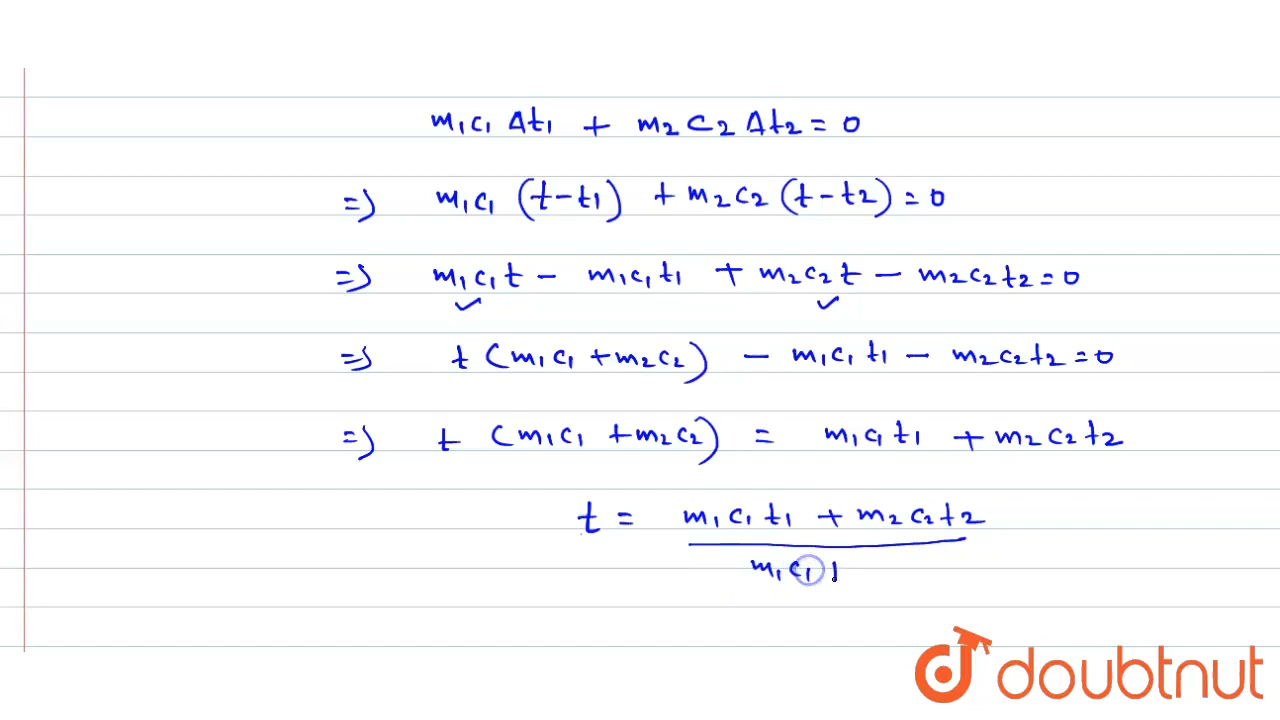 m₁c₁ Δt₁ + m₂c₂ Δt₂ = 0
=> m₁c₁ (t-t₁) + m₂c₂ (t-t₂) = 0
=> m₁c₁t - m₁c₁t₁ + m₂c₂t - m₂c₂t₂ = 0
=> t (m₁c₁ + m₂c₂) - m₁c₁t₁ - m₂c₂t₂ = 0
=> t (m₁c₁ + m₂c₂) = m₁c₁t₁ + m₂c₂t₂
t = m₁c₁t₁ + m₂c₂t₂
m₁c₁
doubtnut